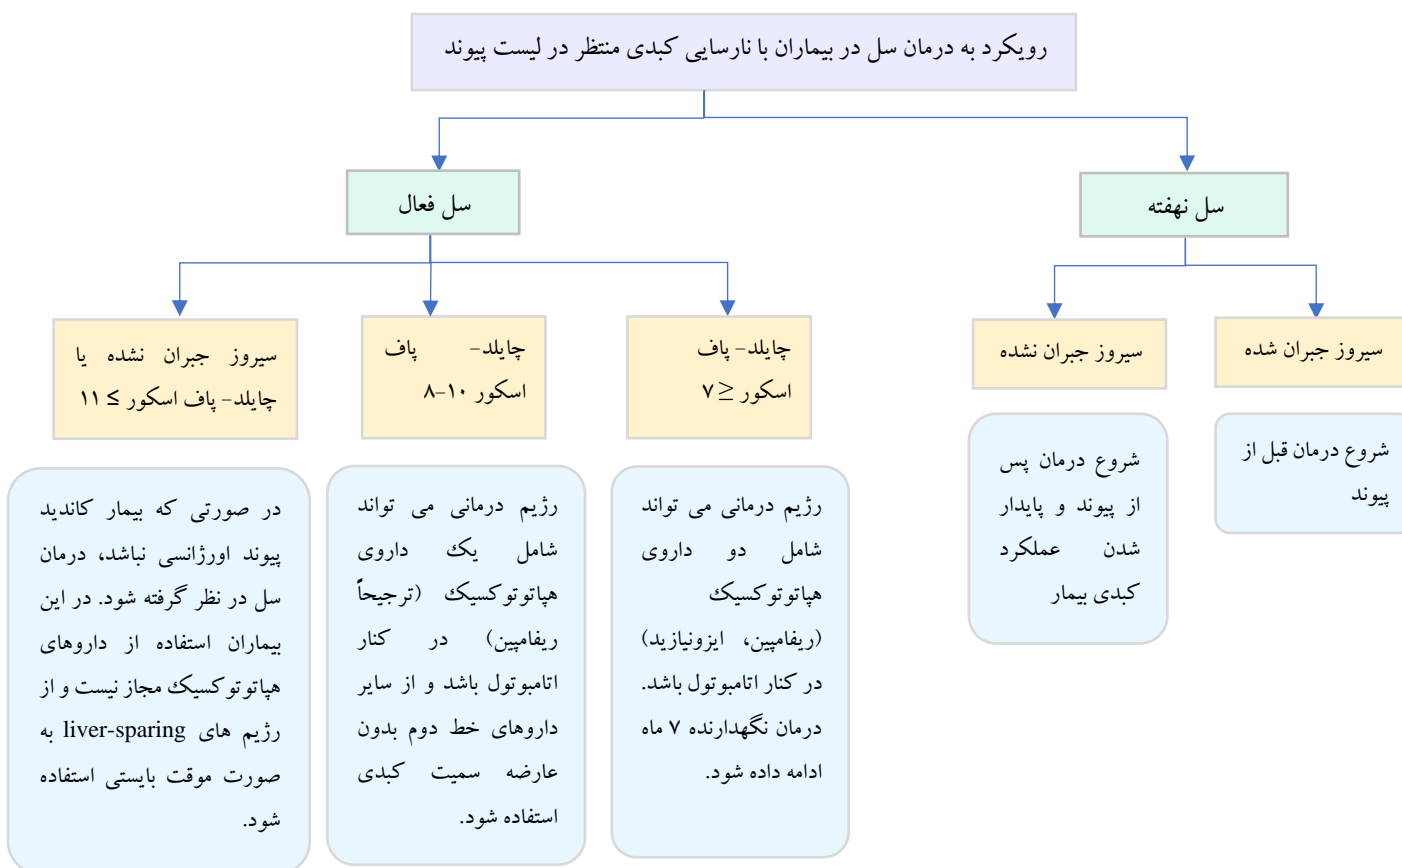 رویکرد به درمان سل در بیماران با نارسایی کبدی منتظر در لیست پیوند
سل نهفته
سل فعال
سیروز جبران شده
سیروز جبران نشده
چایلد- پاف
اسکور ≥ ۷
چایلد- پاف
اسکور ۱۰-۸
سیروز جبران نشده یا
چایلد- پاف اسکور ≤ ۱۱
شروع درمان قبل از
پیوند
شروع درمان پس
از پیوند و پایدار
شدن عملکرد
کبدی بیمار
رژیم درمانی می تواند
شامل دو داروی
هپاتوتوکسیک
(ریفامپین، ایزونیازید)
در کنار اتامبوتول باشد.
درمان نگهدارنده ۷ ماه
ادامه داده شود.
رژیم درمانی می تواند
شامل یک داروی
هپاتوتوکسیک (ترجیحاً
ریفامپین) در کنار
اتامبوتول باشد و از سایر
داروهای خط دوم بدون
عارضه سمیت کبدی
استفاده شود.
در صورتی که بیمار کاندید
پیوند اورژانسی نباشد، درمان
سل در نظر گرفته شود. در این
بیماران استفاده از داروهای
هپاتوتوکسیک مجاز نیست و از
رژیم های liver-sparing به
صورت موقت بایستی استفاده
شود.